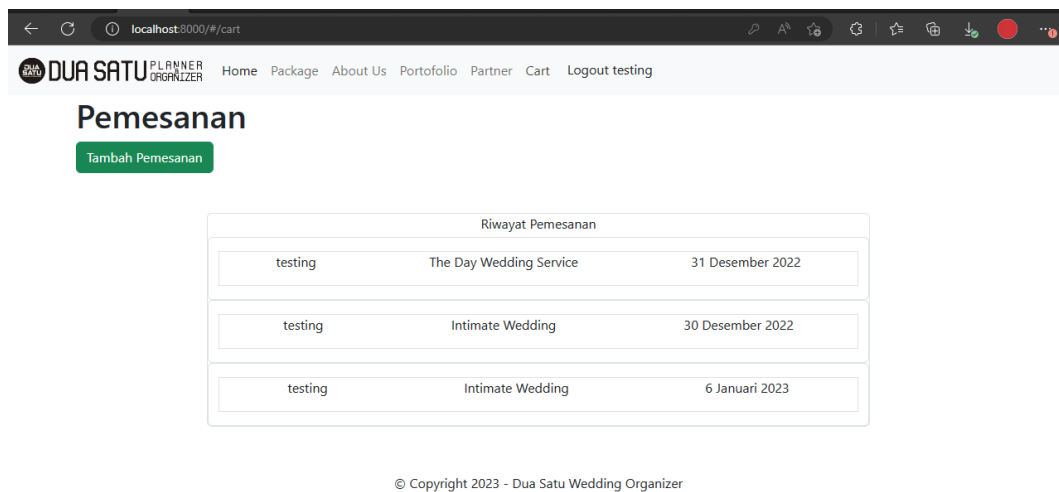 localhost:8000/#/cart
DUA SATU DUA SATU PLANNER ORGANIZER Home Package About Us Portofolio Partner Cart Logout testing
Pemesanan
Tambah Pemesanan
Riwayat Pemesanan
testing The Day Wedding Service 31 Desember 2022
testing Intimate Wedding 30 Desember 2022
testing Intimate Wedding 6 Januari 2023
© Copyright 2023 - Dua Satu Wedding Organizer